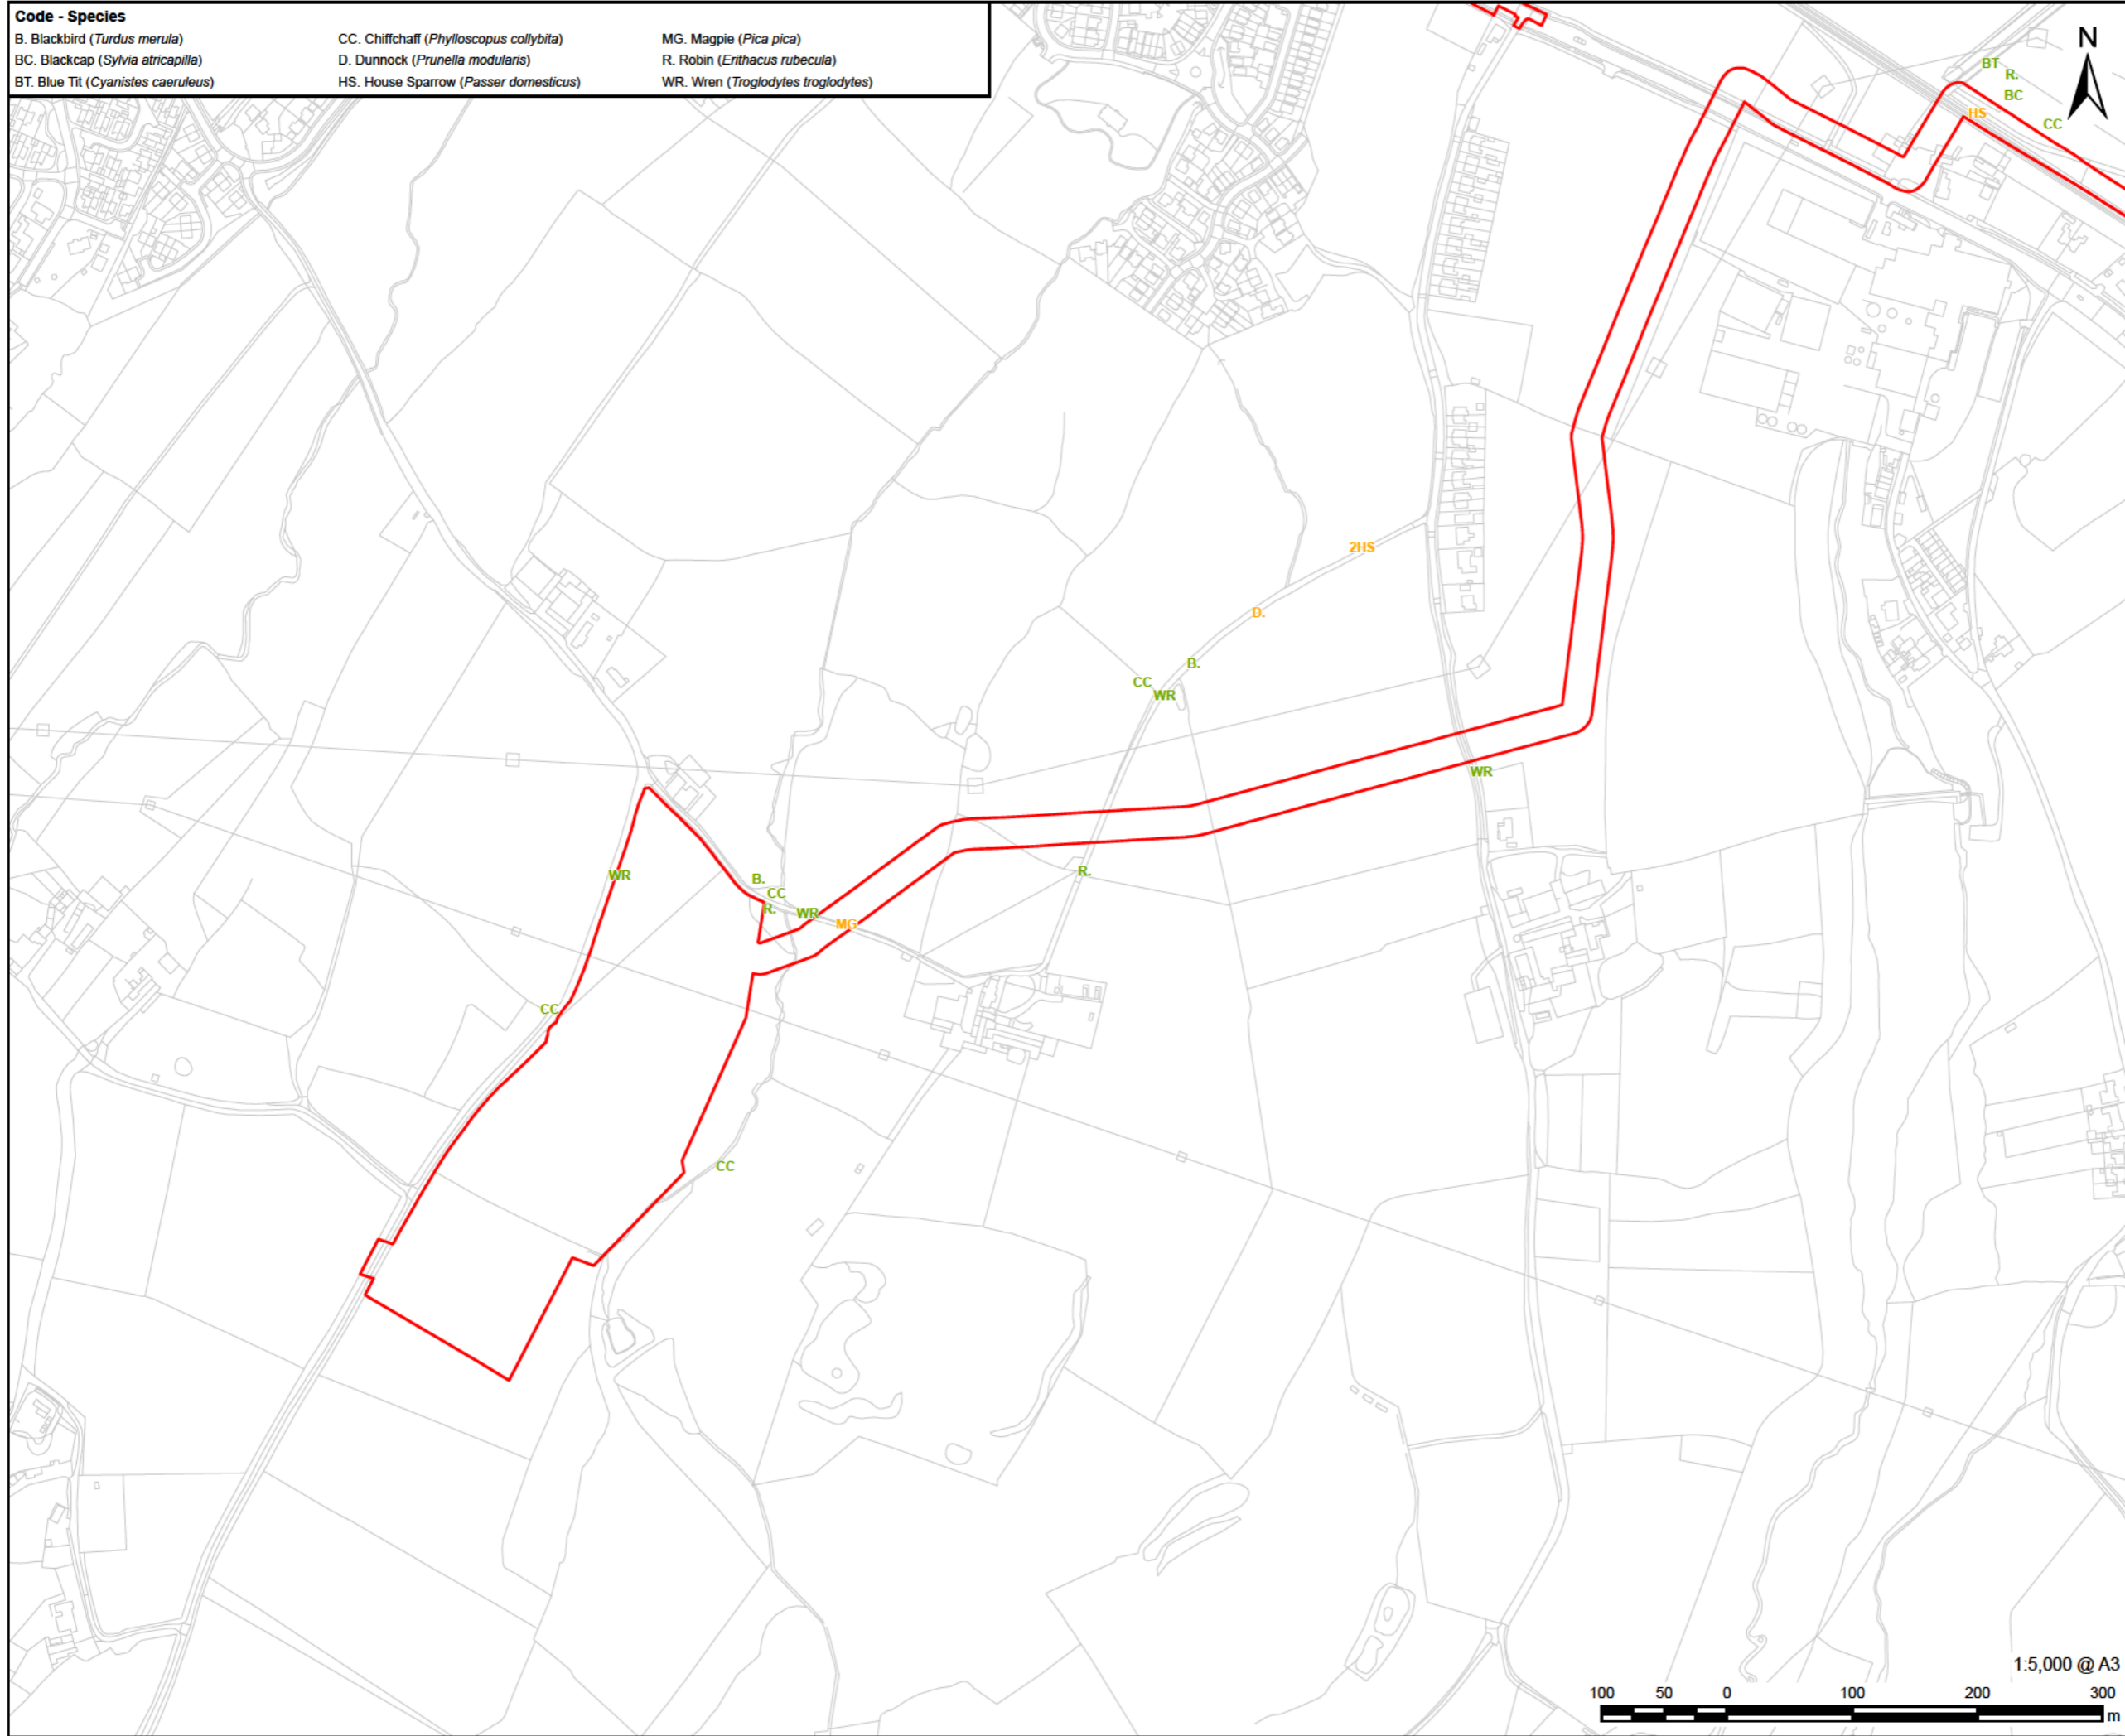 Code - Species
B. Blackbird (Turdus merula) CC. Chiffchaff (Phylloscopus collybita) MG. Magpie (Pica pica)
BC. Blackcap (Sylvia atricapilla) D. Dunnock (Prunella modularis) R. Robin (Erithacus rubecula)
BT. Blue Tit (Cyanistes caeruleus) HS. House Sparrow (Passer domesticus) WR. Wren (Troglodytes troglodytes)
N
BT
R.
BC
HS
CC
2HS
D.
B.
CC
WR
WR
WR
B.
CC
R.
WR
MG
R.
CC
CC
1:5,000 @ A3
100 50 0 100 200 300
m